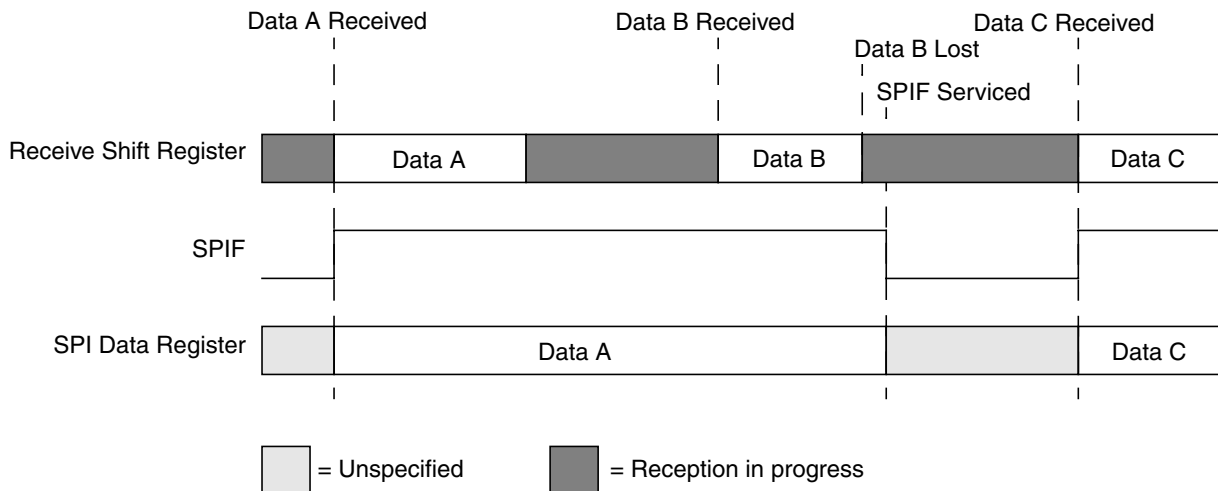 Data A Received
Data B Received
Data C Received
Data B Lost
SPIF Serviced
Receive Shift Register
Data A
Data B
Data C
SPIF
SPI Data Register
Data A
Data C
= Unspecified
= Reception in progress